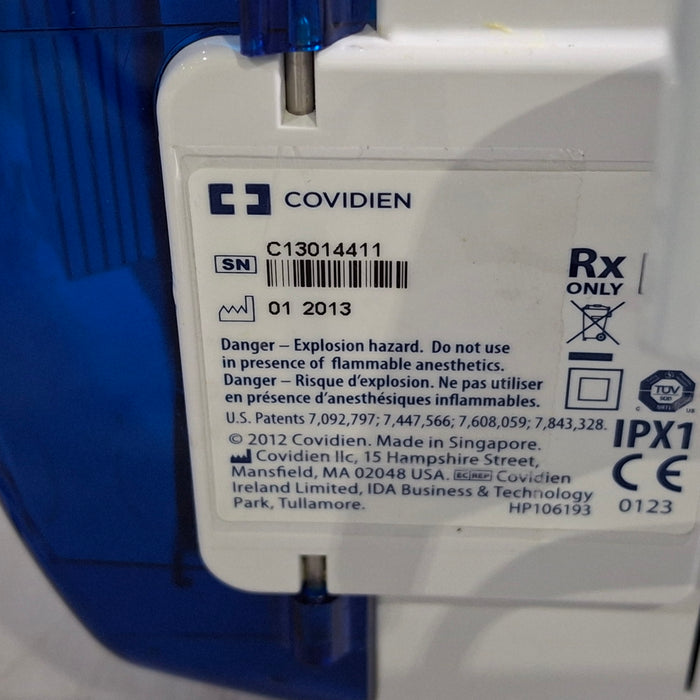 COVIDIEN
SN C13014411
01 2013
Rx
ONLY
Danger – Explosion hazard. Do not use
in presence of flammable anesthetics.
Danger – Risque d'explosion. Ne pas utiliser
en présence d'anesthésiques inflammables.
U.S. Patents 7,092,797; 7,447,566; 7,608,059; 7,843,328.
© 2012 Covidien. Made in Singapore.
Covidien llc, 15 Hampshire Street,
Mansfield, MA 02048 USA. EC REP Covidien
Ireland Limited, IDA Business & Technology
Park, Tullamore.
HP106193
TÜV
SÜD
C US
IPX1
CE
0123